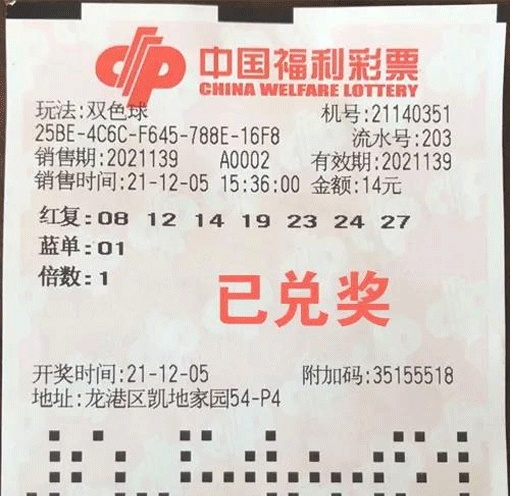 中国福利彩票
CHINA WELFARE LOTTERY
玩法:双色球 机号:21140351
25BE-4C6C-F645-788E-16F8 流水号:203
销售期:2021139 A0002 有效期:2021139
销售时间:21-12-05 15:36:00 金额:14元
红复:08 12 14 19 23 24 27
蓝单:01
倍数:1
已兑奖
开奖时间:21-12-05 附加码:35155518
地址:龙港区凯地家园54-P4